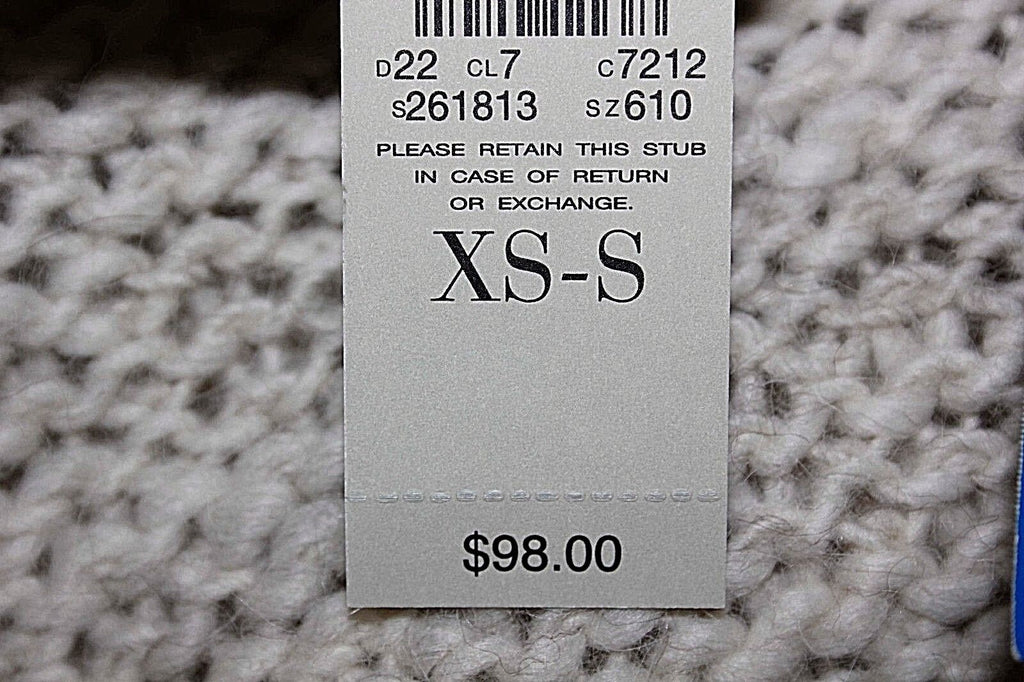 D22 CL7 C7212
S261813 SZ610
PLEASE RETAIN THIS STUB
IN CASE OF RETURN
OR EXCHANGE.
XS-S
$98.00